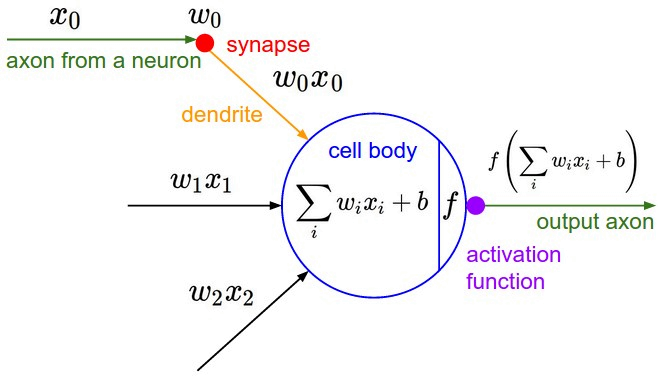 x₀
w₀
synapse
axon from a neuron
w₀x₀
dendrite
cell body
f(∑ᵢ wᵢxᵢ + b)
w₁x₁
∑ᵢ wᵢxᵢ + b
f
output axon
activation
function
w₂x₂